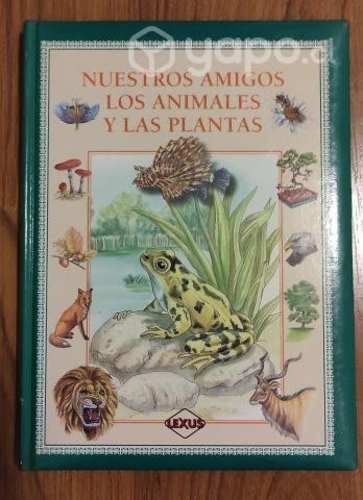 yapo.cl
NUESTROS AMIGOS
LOS ANIMALES
Y LAS PLANTAS
LEXUS